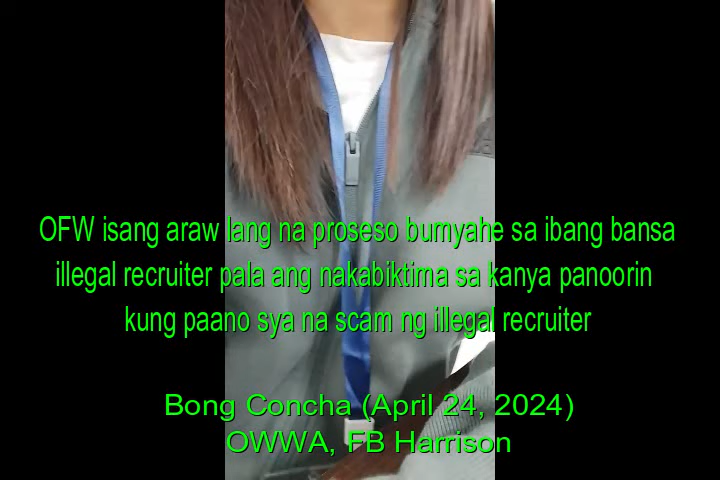 OFW isang araw lang na proseso bumyahe sa ibang bansa
illegal recruiter pala ang nakabiktima sa kanya panoorin
kung paano sya na scam ng illegal recruiter
Bong Concha (April 24, 2024)
OWWA, FB Harrison